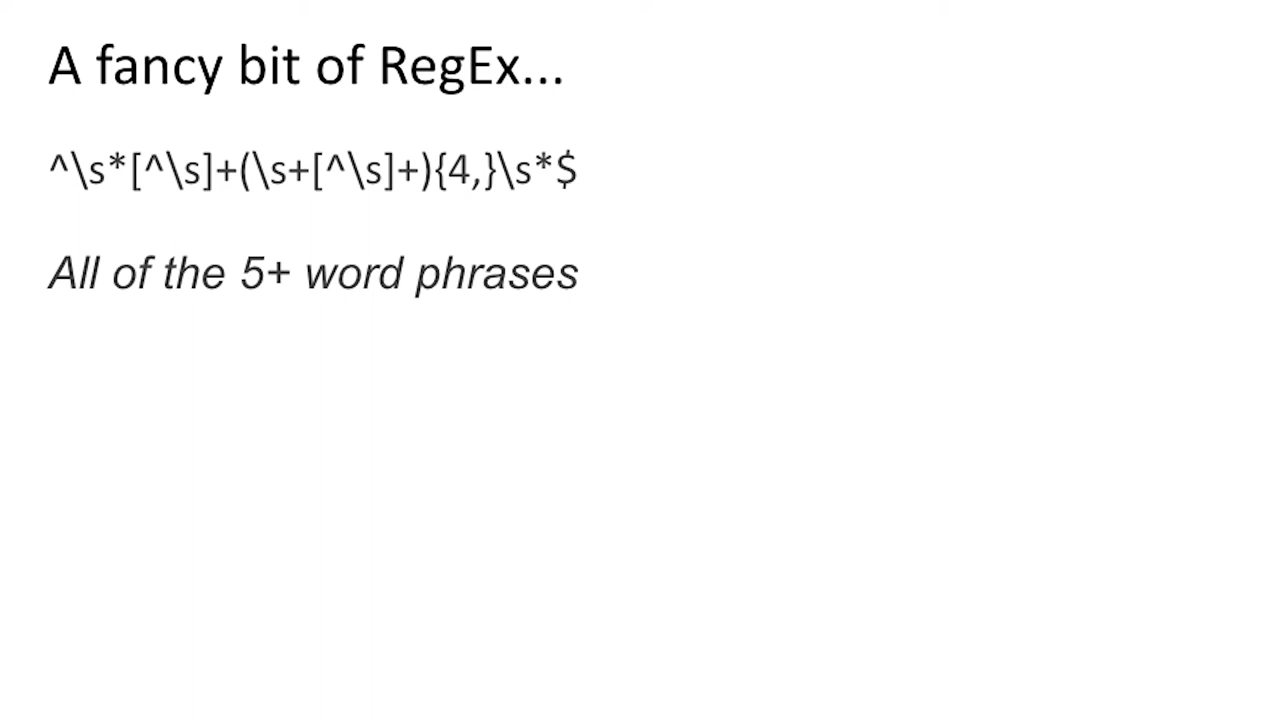 A fancy bit of RegEx...
^\s*[^\s]+(\s+[^\s]+){4,}\s*$
All of the 5+ word phrases